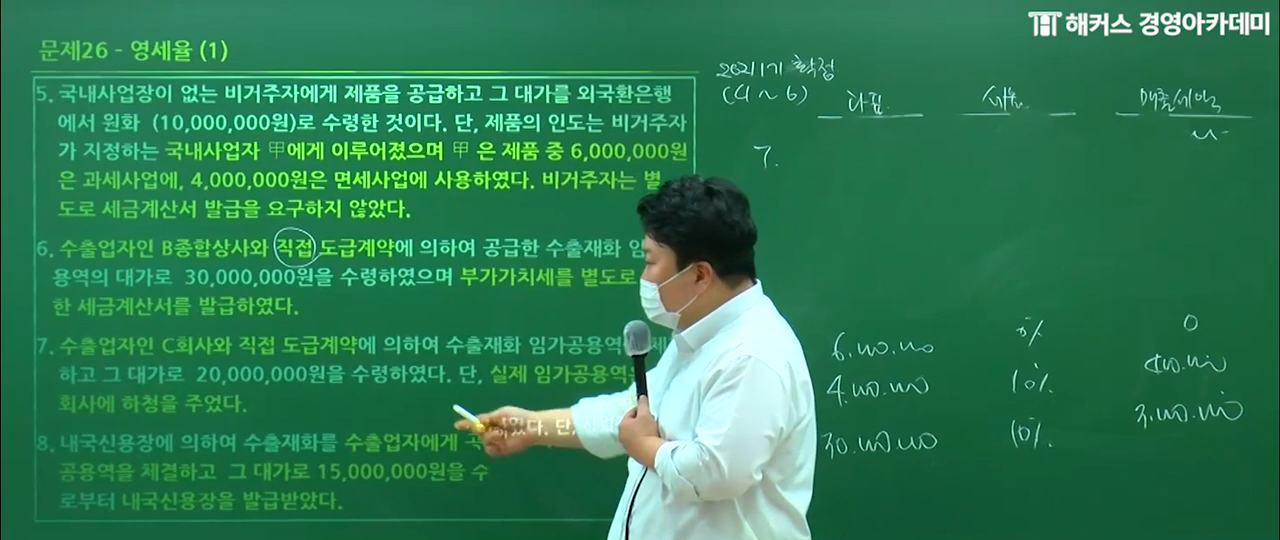 해커스 경영아카데미
문제26 - 영세율 (1)
5. 국내사업장이 없는 비거주자에게 제품을 공급하고 그 대가를 외국환은행
에서 원화 (10,000,000원)로 수령한 것이다. 단, 제품의 인도는 비거주자
가 지정하는 국내사업자 甲에게 이루어졌으며 甲 은 제품 중 6,000,000원
은 과세사업에, 4,000,000원은 면세사업에 사용하였다. 비거주자는 별
도로 세금계산서 발급을 요구하지 않았다.
6. 수출업자인 B종합상사와 직접 도급계약에 의하여 공급한 수출재화 임
용역의 대가로 30,000,000원을 수령하였으며 부가가치세를 별도로
한 세금계산서를 발급하였다.
7. 수출업자인 C회사와 직접 도급계약에 의하여 수출재화 임가공용역
하고 그 대가로 20,000,000원을 수령하였다. 단, 실제 임가공용역
회사에 하청을 주었다.
8. 내국신용장에 의하여 수출재화를 수출업자에게
공용역을 체결하고 그 대가로 15,000,000원을 수
로부터 내국신용장을 발급받았다.
2021 1기 확정
(4 ~ 6)
과표 세율 매출세액
7.
0% 0
10%
10%